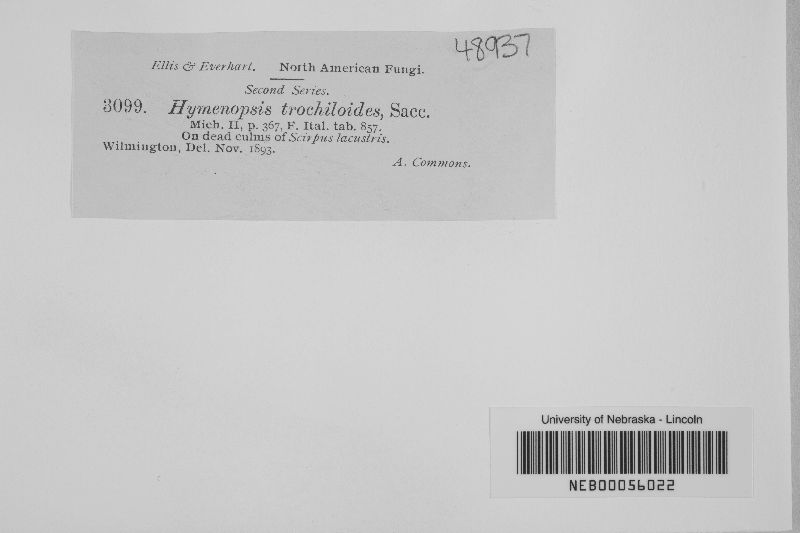 48937
Ellis & Everhart. North American Fungi.
Second Series.
3099. Hymenopsis trochiloides, Sacc.
Mich. II, p. 367, F. Ital. tab. 857.
On dead culms of Scirpus lacustris.
Wilmington, Del. Nov. 1893.
A. Commons.
University of Nebraska - Lincoln
NEB00056022